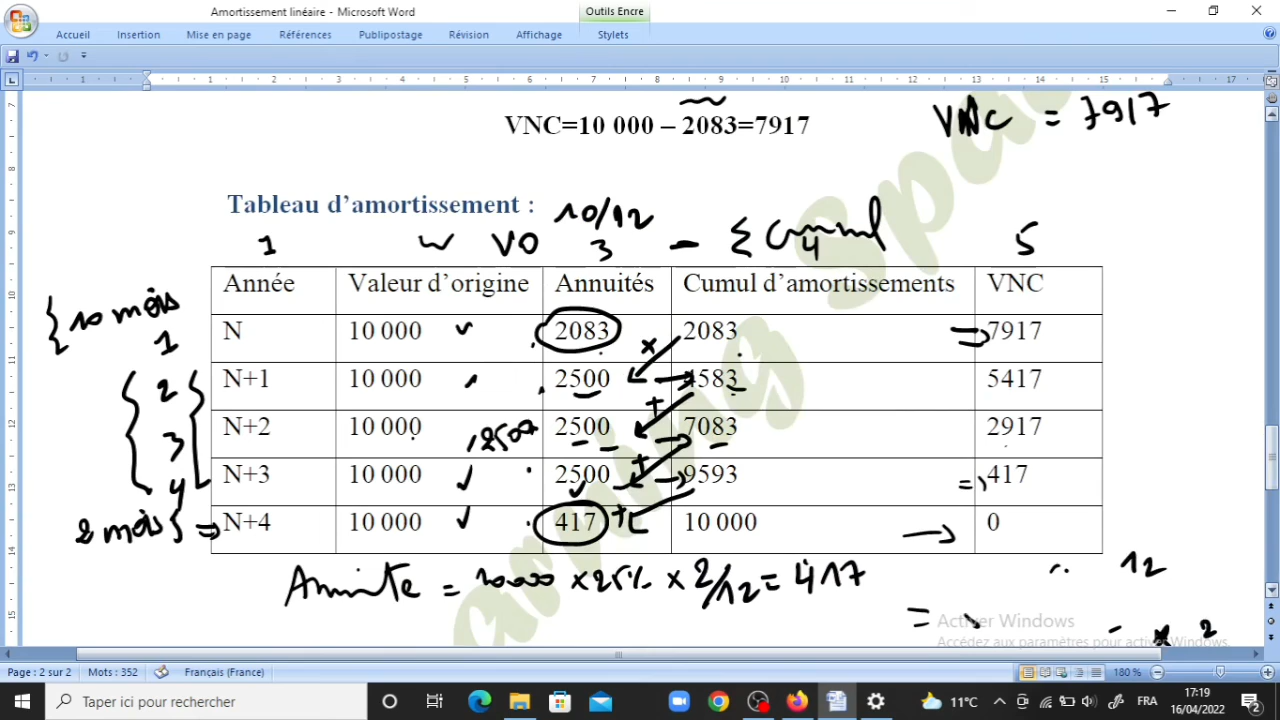 Amortissement linéaire - Microsoft Word
Outils Encre
Accueil Insertion Mise en page Références Publipostage Révision Affichage Stylets
VNC=10 000 – 2083=7917
VNC = 7917
Tableau d'amortissement :
10/12
1 VO 3 - Σ Cumul 4 5
Année Valeur d'origine Annuités Cumul d'amortissements VNC
10 mois
N 10 000 2083 2083 7917
1
N+1 10 000 2500 4583 5417
2
N+2 10 000 2500 7083 2917
3 2500
N+3 10 000 2500 9593 417
4
2 mois N+4 10 000 417 10 000 0
Annuite = 10000 x 25% x 2/12 = 417
12
= x 2
Activer Windows
Accédez aux paramètres pour activer Windows.
Page : 2 sur 2 Mots : 352 Français (France) 180 %
Taper ici pour rechercher 11°C FRA 17:19
16/04/2022 2
Learning Space